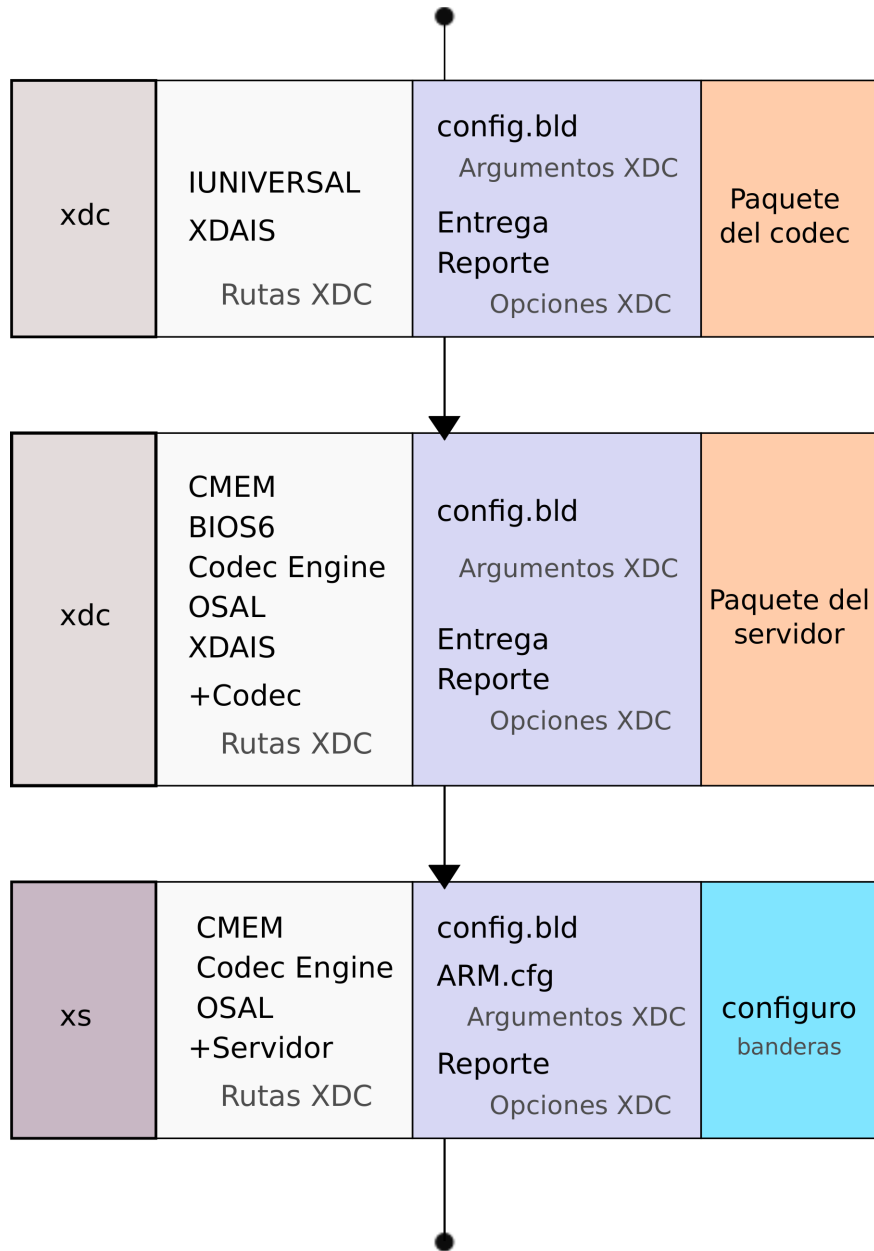 xdc
IUNIVERSAL
XDAIS
Rutas XDC
config.bld
Argumentos XDC
Entrega
Reporte
Opciones XDC
Paquete
del codec
xdc
CMEM
BIOS6
Codec Engine
OSAL
XDAIS
+Codec
Rutas XDC
config.bld
Argumentos XDC
Entrega
Reporte
Opciones XDC
Paquete del
servidor
xs
CMEM
Codec Engine
OSAL
+Servidor
Rutas XDC
config.bld
ARM.cfg
Argumentos XDC
Reporte
Opciones XDC
configuro
banderas